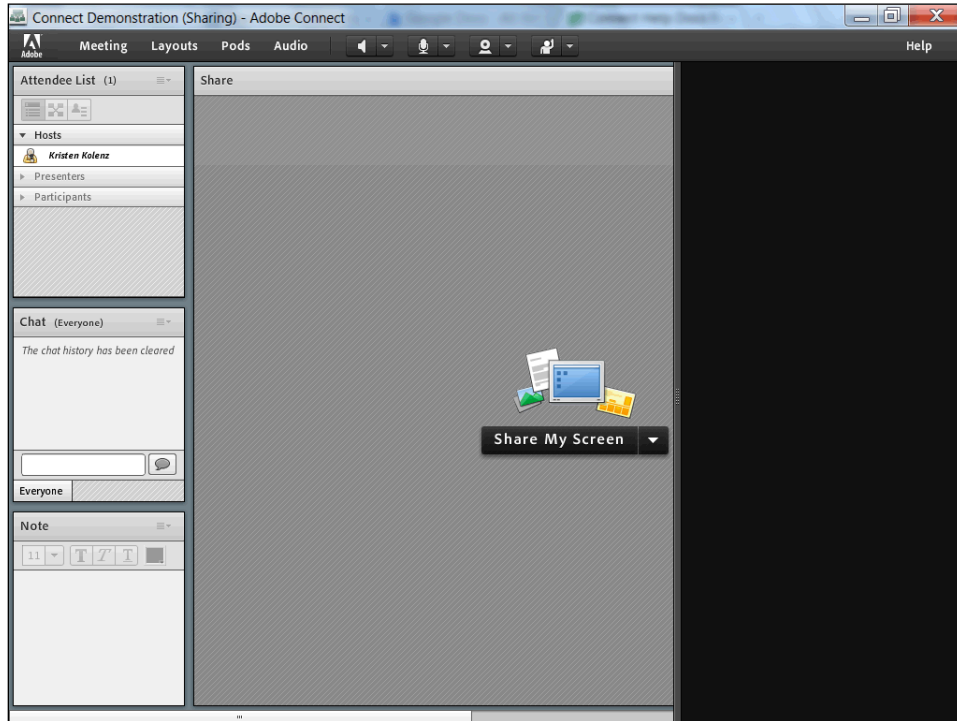 Connect Demonstration (Sharing) - Adobe Connect
Adobe
Meeting Layouts Pods Audio
Help
Attendee List (1)
Hosts
Kristen Kolenz
Presenters
Participants
Chat (Everyone)
The chat history has been cleared
Everyone
Note
11 T T T
Share
Share My Screen